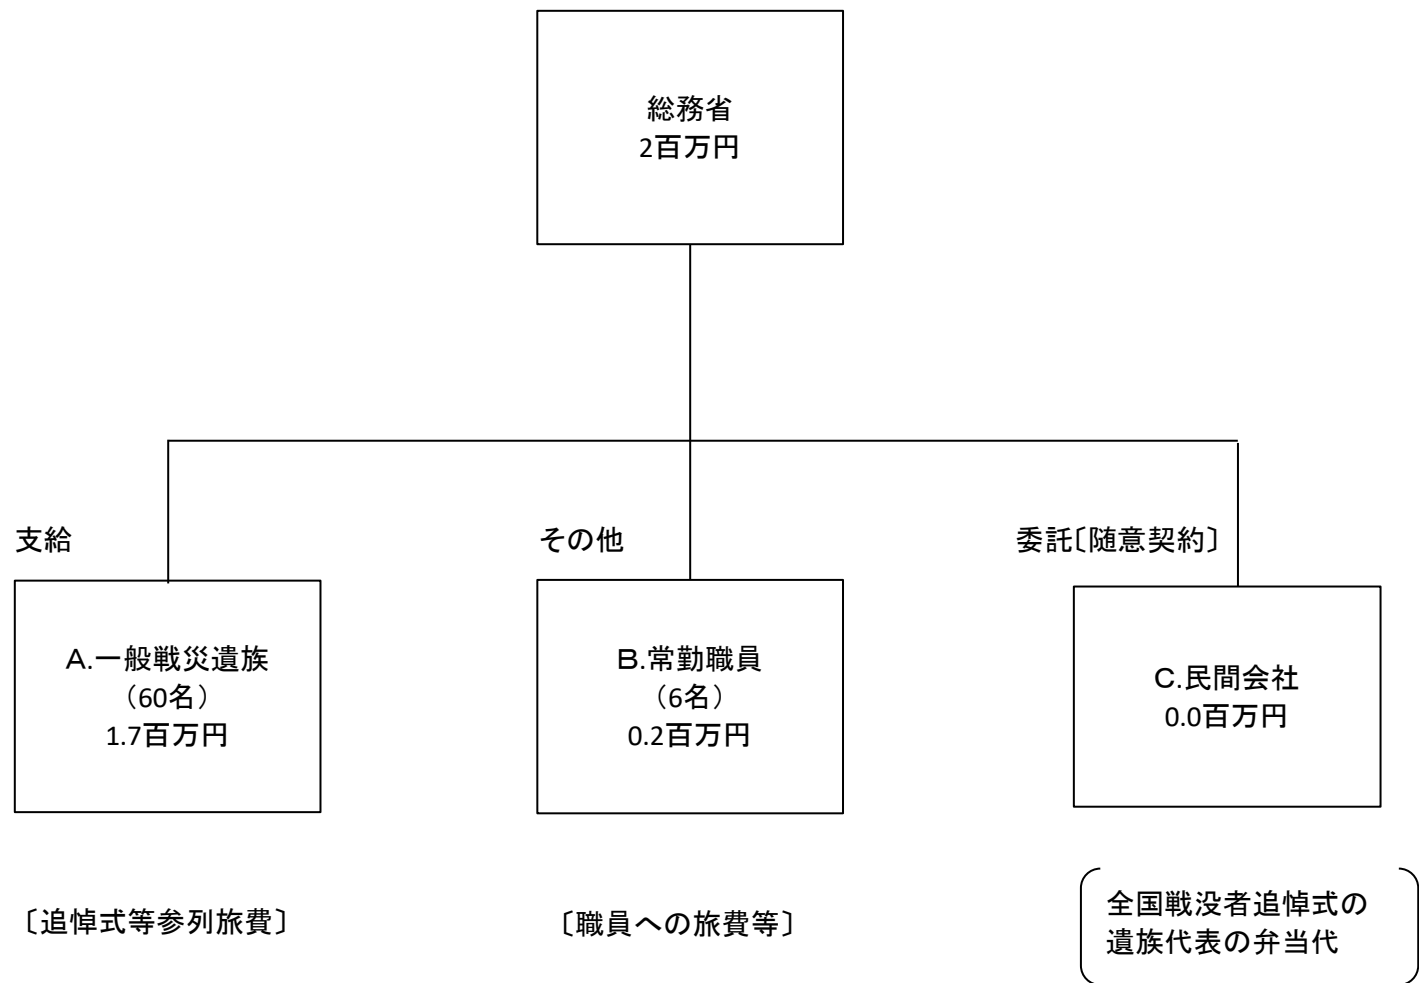 総務省
2百万円
支給
その他
委託〔随意契約〕
A.一般戦災遺族
（60名）
1.7百万円
B.常勤職員
（6名）
0.2百万円
C.民間会社
0.0百万円
〔追悼式等参列旅費〕
〔職員への旅費等〕
全国戦没者追悼式の
遺族代表の弁当代